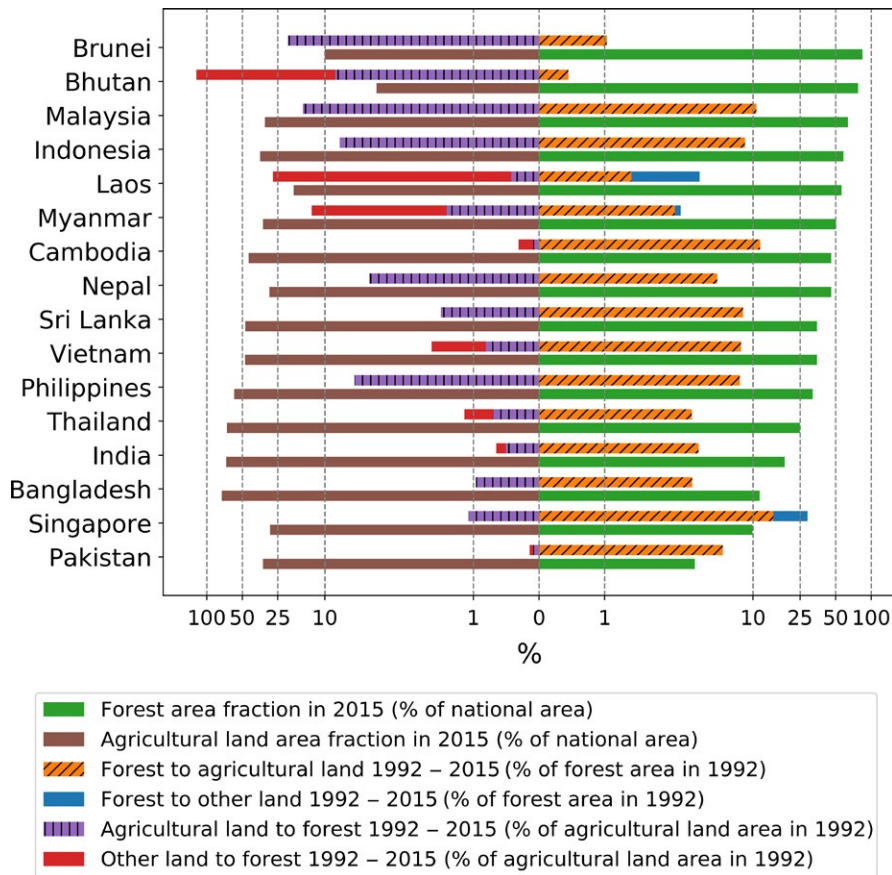 Brunei
Bhutan
Malaysia
Indonesia
Laos
Myanmar
Cambodia
Nepal
Sri Lanka
Vietnam
Philippines
Thailand
India
Bangladesh
Singapore
Pakistan
100 50 25 10 1 0 1 10 25 50 100
%
Forest area fraction in 2015 (% of national area)
Agricultural land area fraction in 2015 (% of national area)
Forest to agricultural land 1992 – 2015 (% of forest area in 1992)
Forest to other land 1992 – 2015 (% of forest area in 1992)
Agricultural land to forest 1992 – 2015 (% of agricultural land area in 1992)
Other land to forest 1992 – 2015 (% of agricultural land area in 1992)